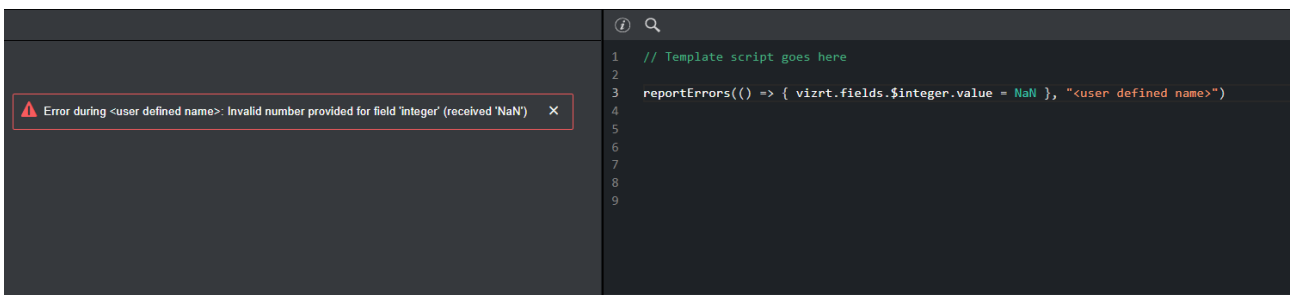 Error during <user defined name>: Invalid number provided for field 'integer' (received 'NaN')
1 // Template script goes here
2
3 reportErrors(() => { vizrt.fields.$integer.value = NaN }, "<user defined name>")
4
5
6
7
8
9